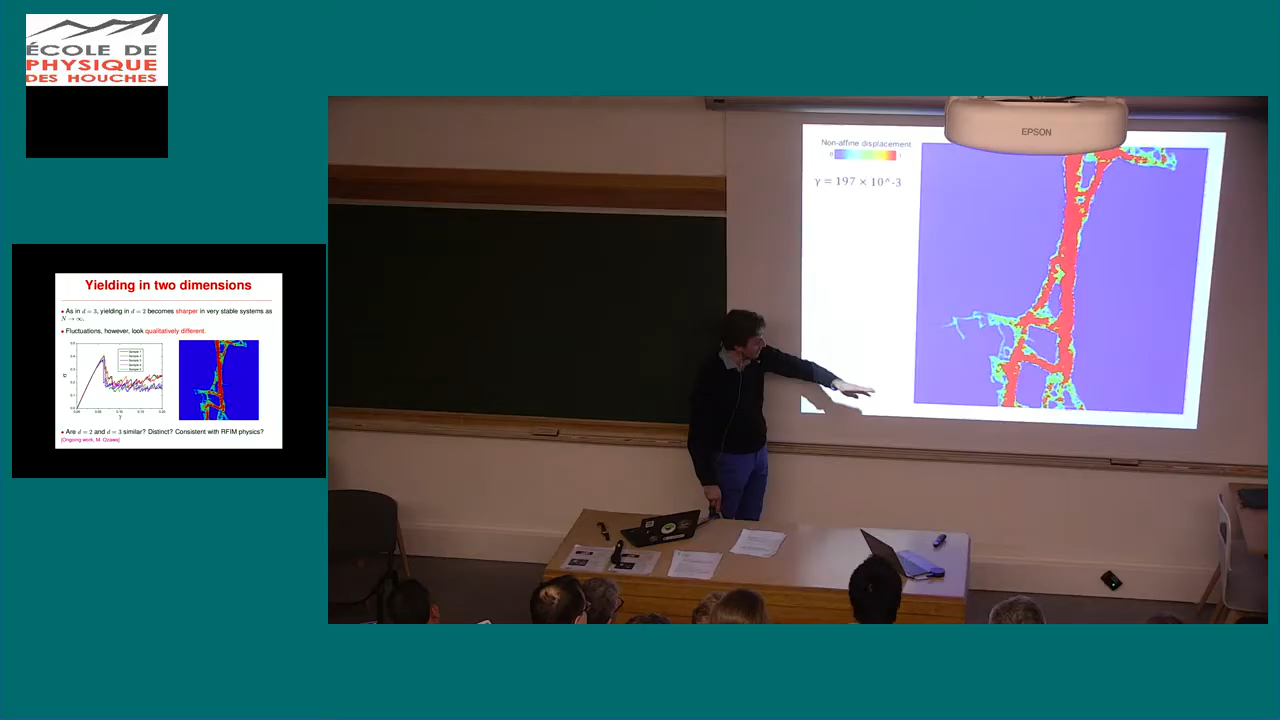 ÉCOLE DE
PHYSIQUE
DES HOUCHES
EPSON
Non-affine displacement
0 1
γ = 197 × 10^-3
Yielding in two dimensions
• As in d = 3, yielding in d = 2 becomes sharper in very stable systems as
N → ∞.
• Fluctuations, however, look qualitatively different.
• Are d = 2 and d = 3 similar? Distinct? Consistent with RFIM physics?
[Ongoing work, M. Ozawa]